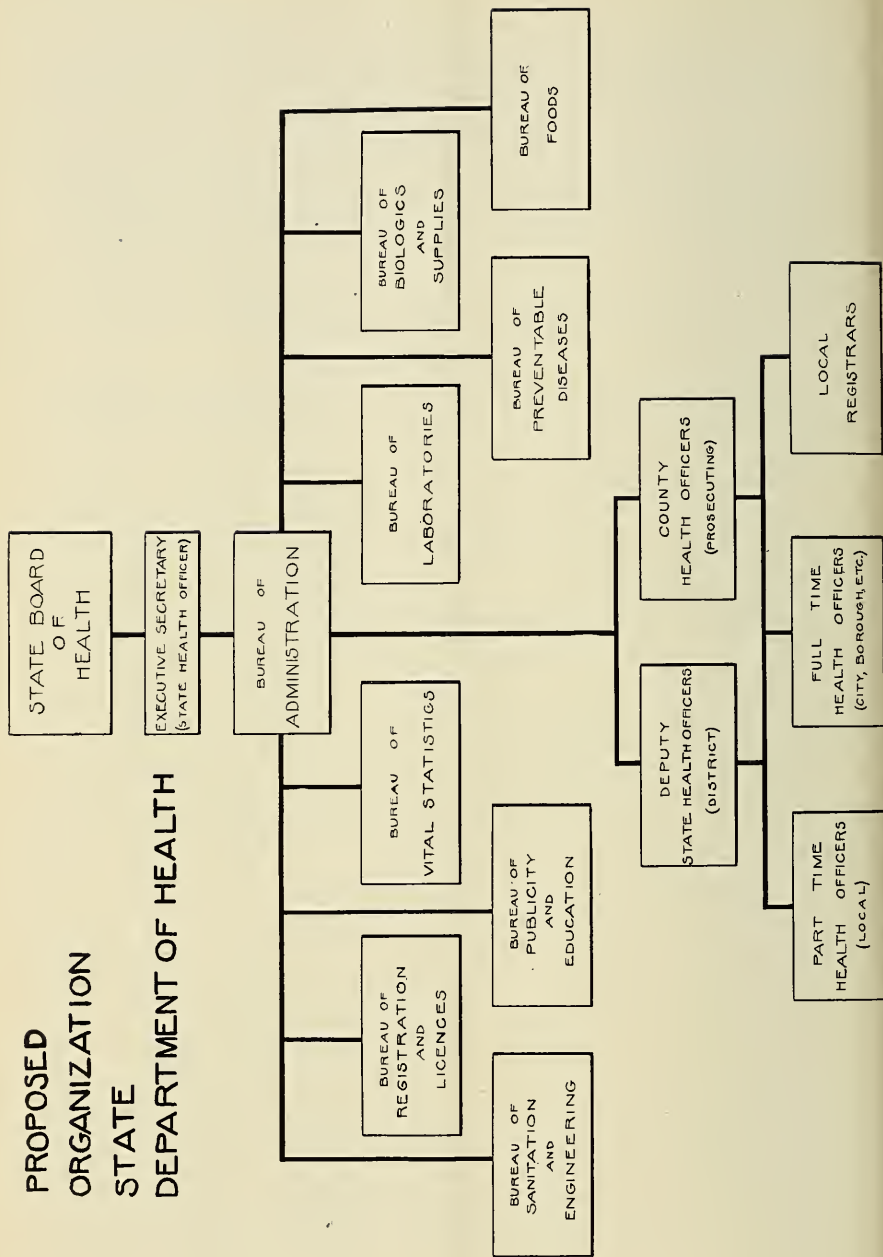 PROPOSED
ORGANIZATION
STATE
DEPARTMENT OF HEALTH
STATE BOARD
OF
HEALTH
EXECUTIVE SECRETARY
(STATE HEALTH OFFICER)
BUREAU OF
ADMINISTRATION
BUREAU OF
REGISTRATION
AND
LICENCES
BUREAU OF
VITAL STATISTICS
BUREAU OF
LABORATORIES
BUREAU OF
BIOLOGICS
AND
SUPPLIES
BUREAU OF
SANITATION
AND
ENGINEERING
BUREAU OF
PUBLICITY
AND
EDUCATION
BUREAU OF
PREVENTABLE
DISEASES
BUREAU OF
FOODS
DEPUTY
STATE HEALTH OFFICERS
(DISTRICT)
COUNTY
HEALTH OFFICERS
(PROSECUTING)
PART TIME
HEALTH OFFICERS
(LOCAL)
FULL TIME
HEALTH OFFICERS
(CITY, BOROUGH, ETC.)
LOCAL
REGISTRARS